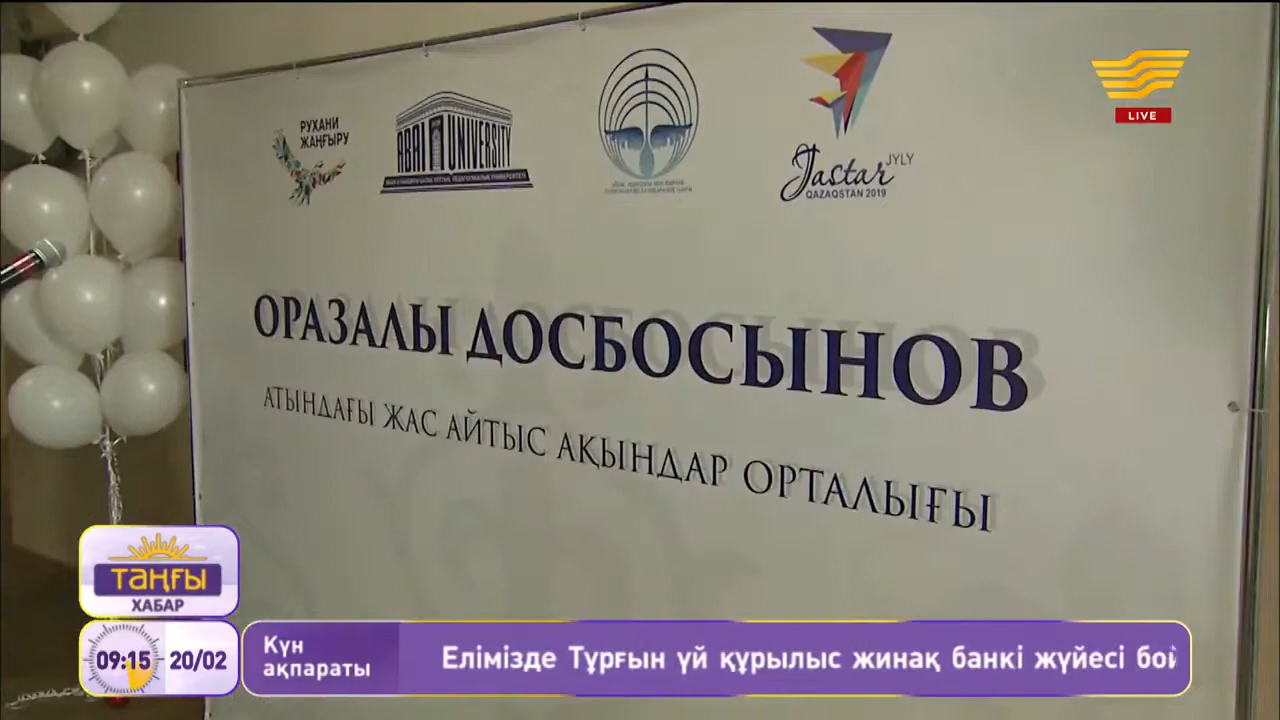 РУХАНИ
ЖАҢҒЫРУ
ABAI UNIVERSITY
Jastar JYLY
QAZAQSTAN 2019
LIVE
ОРАЗАЛЫ ДОСБОСЫНОВ
АТЫНДАҒЫ ЖАС АЙТЫС АҚЫНДАР ОРТАЛЫҒЫ
таңғы
ХАБАР
09:15 20/02
Күн
ақпараты
Елімізде Тұрғын үй құрылыс жинақ банкі жүйесі бой